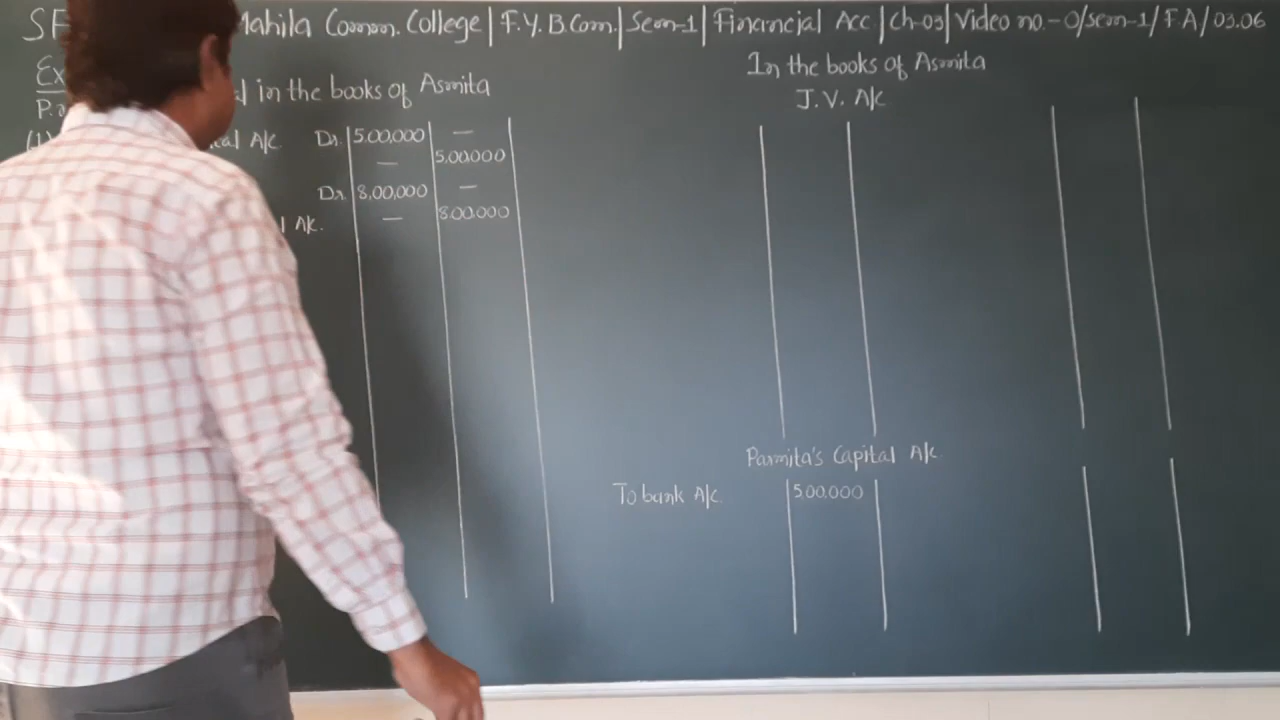 Mahila Comm. College | F.Y.B.Com. | Sem-1 | Financial Acc | Ch-03 | Video no.-0/sem-1/F.A/03.06
Ex
in the books of Asmita
A/c Dr. 5,00,000 —
— 5,00,000
Dr. 8,00,000 —
A/c. — 8,00,000
In the books of Asmita
J.V. A/c
Parmita's Capital A/c
To bank A/c 5,00,000